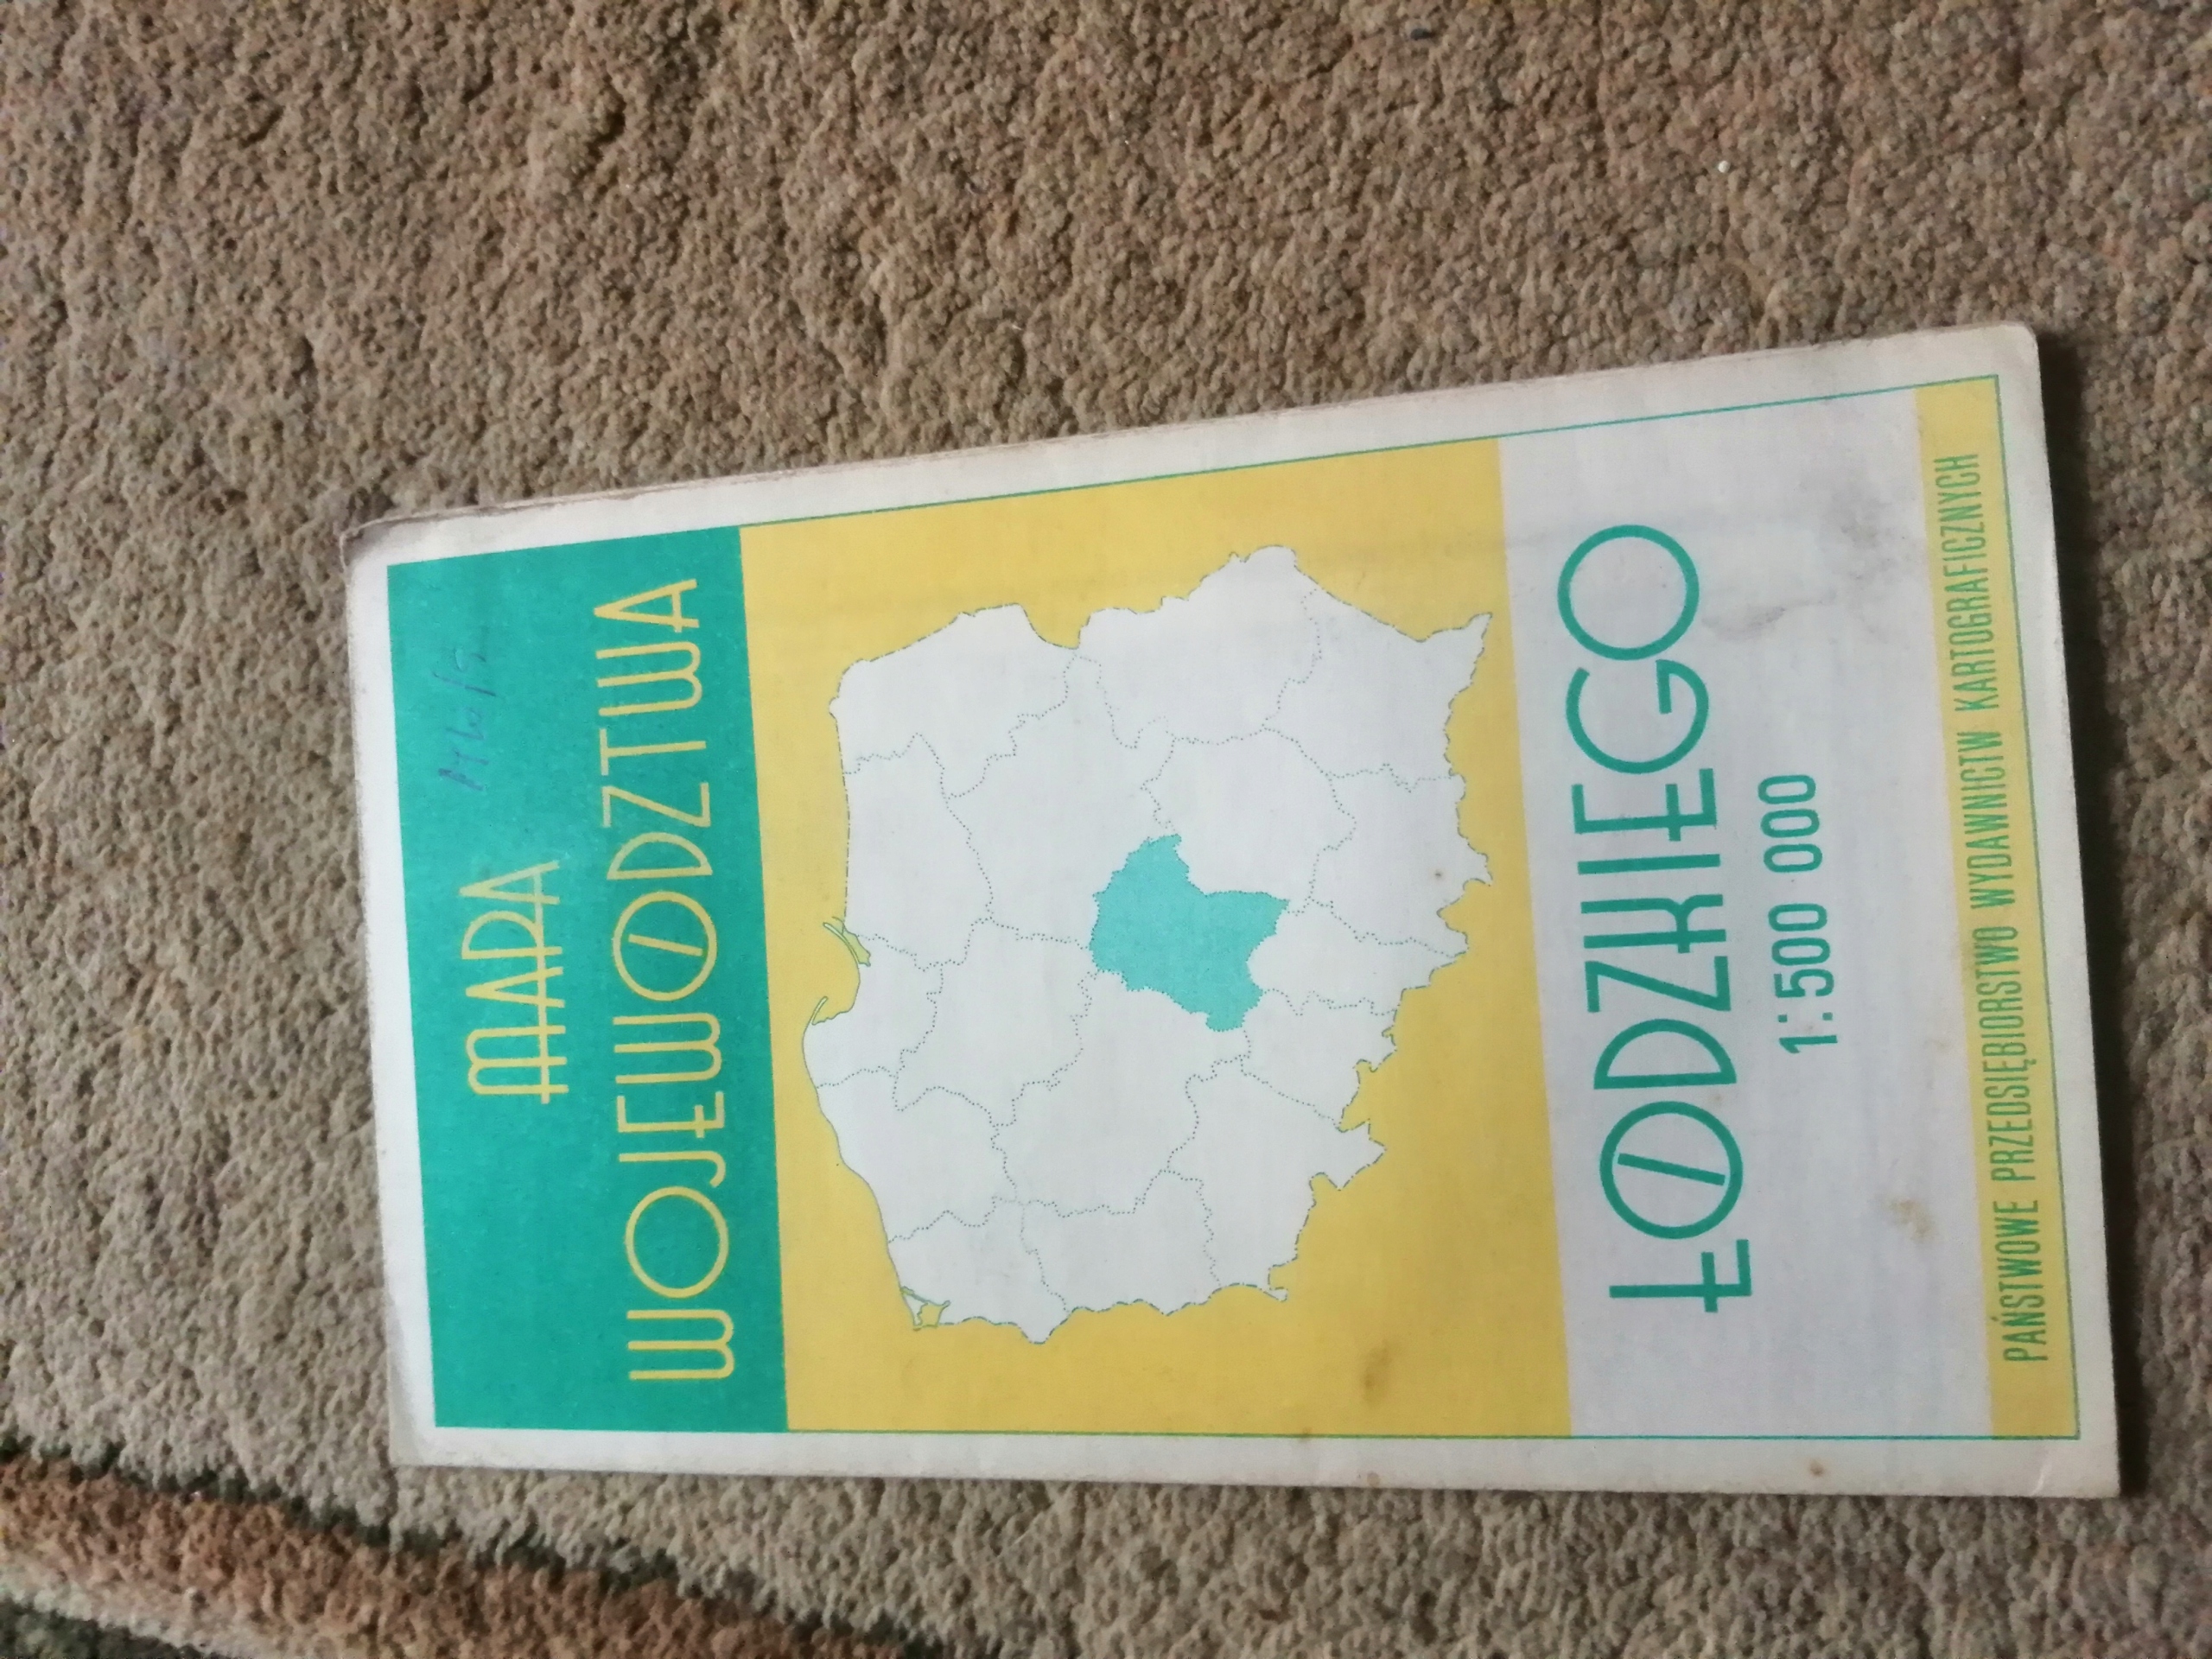 MAPA
WOJEWÓDZTWA
ŁÓDZKIEGO
1:500 000
PAŃSTWOWE PRZEDSIĘBIORSTWO WYDAWNICTW KARTOGRAFICZNYCH